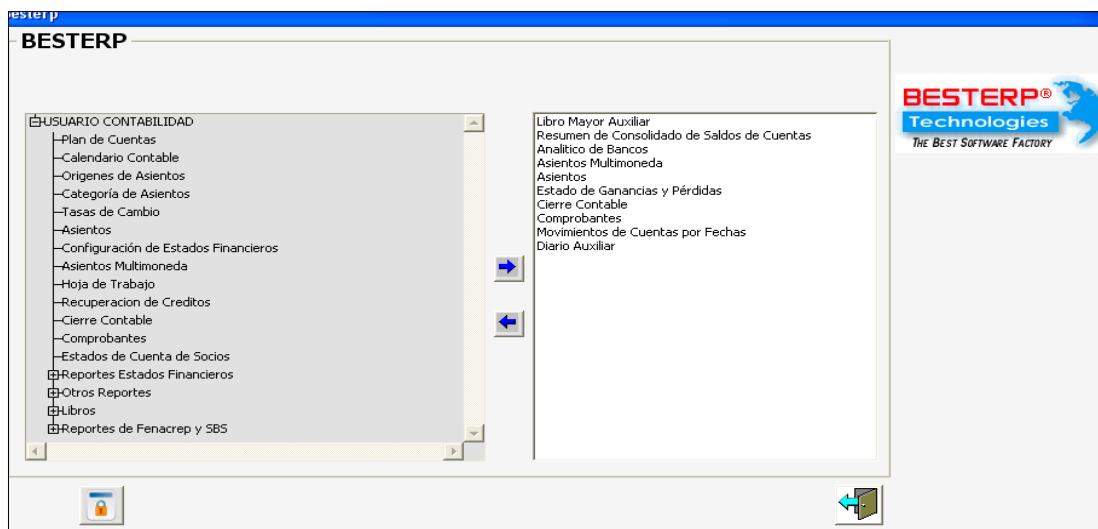 Besterp
BESTERP
USUARIO CONTABILIDAD
Plan de Cuentas
Calendario Contable
Origenes de Asientos
Categoría de Asientos
Tasas de Cambio
Asientos
Configuración de Estados Financieros
Asientos Multimoneda
Hoja de Trabajo
Recuperacion de Creditos
Cierre Contable
Comprobantes
Estados de Cuenta de Socios
Reportes Estados Financieros
Otros Reportes
Libros
Reportes de Fenacrep y SBS
Libro Mayor Auxiliar
Resumen de Consolidado de Saldos de Cuentas
Analitico de Bancos
Asientos Multimoneda
Asientos
Estado de Ganancias y Pérdidas
Cierre Contable
Comprobantes
Movimientos de Cuentas por Fechas
Diario Auxiliar
BESTERP®
Technologies
THE BEST SOFTWARE FACTORY